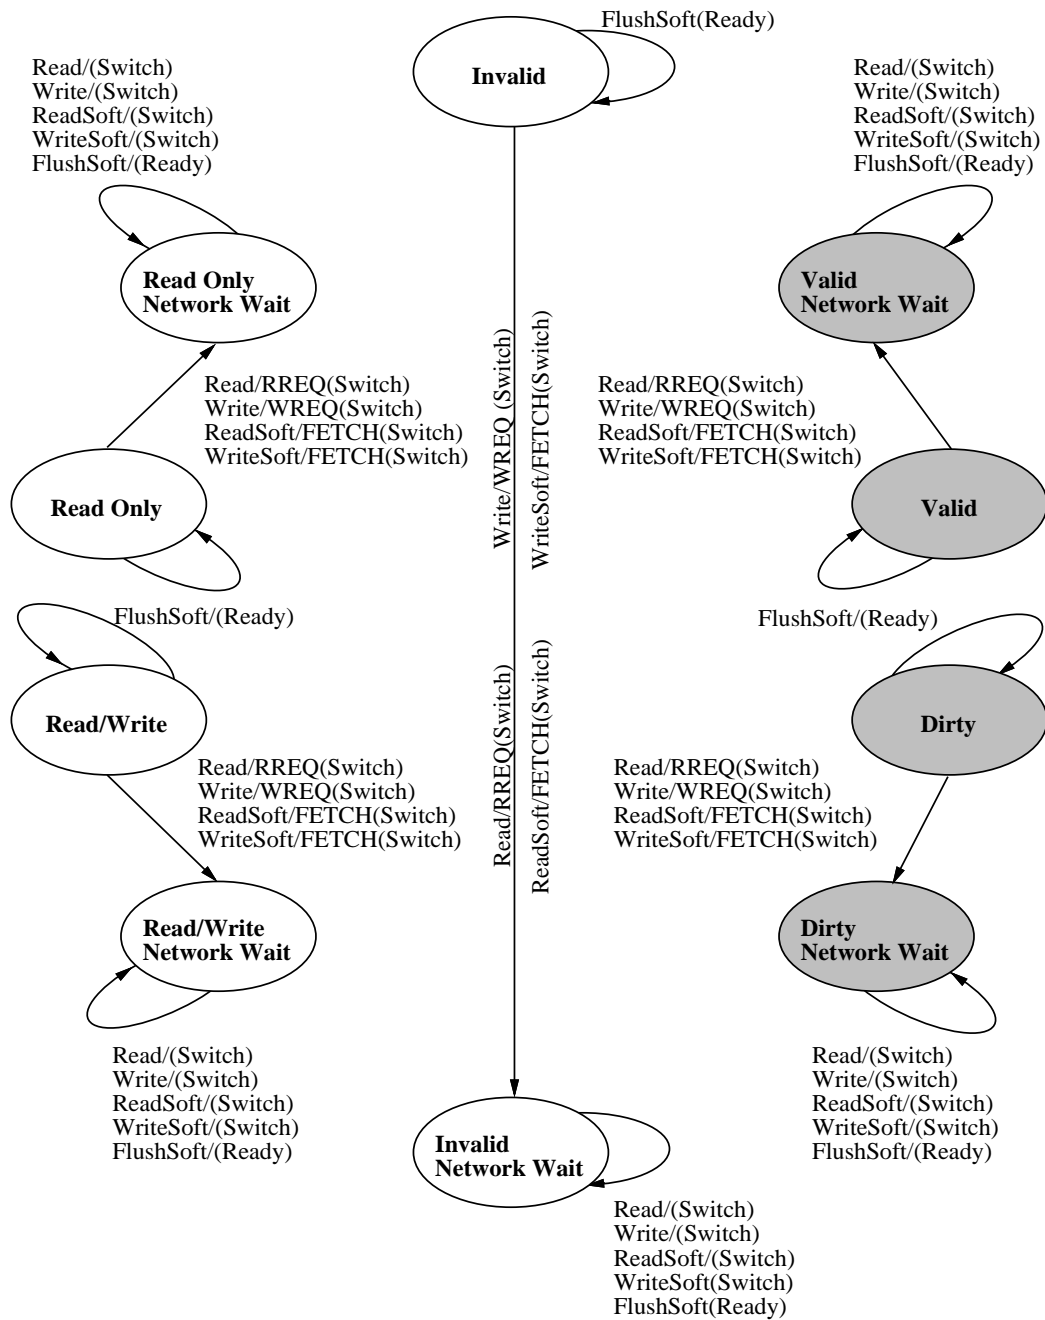 FlushSoft(Ready)
Invalid
Read/(Switch)
Write/(Switch)
ReadSoft/(Switch)
WriteSoft/(Switch)
FlushSoft/(Ready)
Read/(Switch)
Write/(Switch)
ReadSoft/(Switch)
WriteSoft/(Switch)
FlushSoft/(Ready)
Read Only
Network Wait
Valid
Network Wait
Read/RREQ(Switch)
Write/WREQ(Switch)
ReadSoft/FETCH(Switch)
WriteSoft/FETCH(Switch)
Write/WREQ (Switch)
WriteSoft/FETCH(Switch)
Read/RREQ(Switch)
Write/WREQ(Switch)
ReadSoft/FETCH(Switch)
WriteSoft/FETCH(Switch)
Read Only
Valid
FlushSoft/(Ready)
FlushSoft/(Ready)
Read/Write
Dirty
Read/RREQ(Switch)
ReadSoft/FETCH(Switch)
Read/RREQ(Switch)
Write/WREQ(Switch)
ReadSoft/FETCH(Switch)
WriteSoft/FETCH(Switch)
Read/RREQ(Switch)
Write/WREQ(Switch)
ReadSoft/FETCH(Switch)
WriteSoft/FETCH(Switch)
Read/Write
Network Wait
Dirty
Network Wait
Read/(Switch)
Write/(Switch)
ReadSoft/(Switch)
WriteSoft/(Switch)
FlushSoft/(Ready)
Read/(Switch)
Write/(Switch)
ReadSoft/(Switch)
WriteSoft/(Switch)
FlushSoft/(Ready)
Invalid
Network Wait
Read/(Switch)
Write/(Switch)
ReadSoft/(Switch)
WriteSoft(Switch)
FlushSoft(Ready)